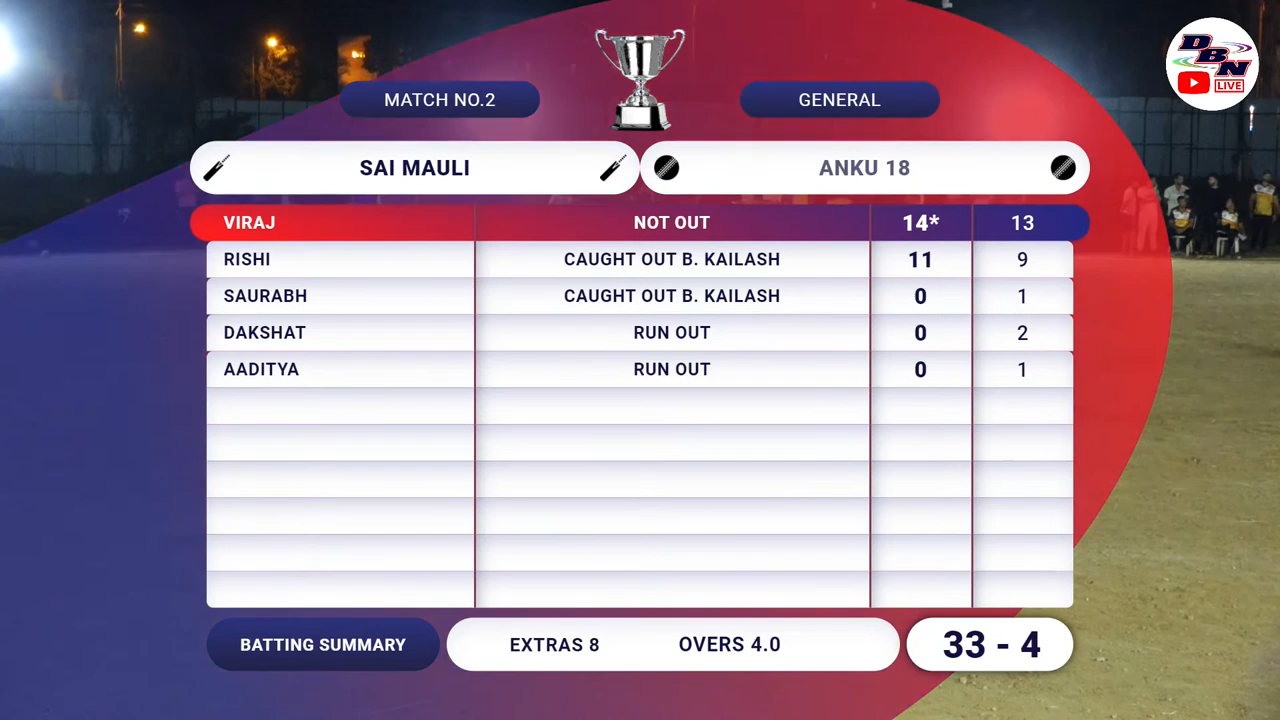 DBN
LIVE
MATCH NO.2
GENERAL
SAI MAULI
ANKU 18
VIRAJ NOT OUT 14* 13
RISHI CAUGHT OUT B. KAILASH 11 9
SAURABH CAUGHT OUT B. KAILASH 0 1
DAKSHAT RUN OUT 0 2
AADITYA RUN OUT 0 1
BATTING SUMMARY EXTRAS 8 OVERS 4.0 33 - 4